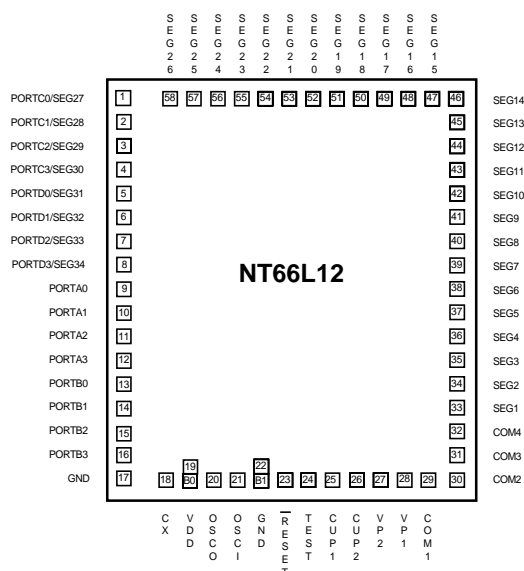 SEG26 SEG25 SEG24 SEG23 SEG22 SEG21 SEG20 SEG19 SEG18 SEG17 SEG16 SEG15
PORTC0/SEG27 1 58 57 56 55 54 53 52 51 50 49 48 47 46 SEG14
PORTC1/SEG28 2 45 SEG13
PORTC2/SEG29 3 44 SEG12
PORTC3/SEG30 4 43 SEG11
PORTD0/SEG31 5 42 SEG10
PORTD1/SEG32 6 41 SEG9
PORTD2/SEG33 7 40 SEG8
PORTD3/SEG34 8 39 SEG7
NT66L12
PORTA0 9 38 SEG6
PORTA1 10 37 SEG5
PORTA2 11 36 SEG4
PORTA3 12 35 SEG3
PORTB0 13 34 SEG2
PORTB1 14 33 SEG1
PORTB2 15 32 COM4
PORTB3 16 31 COM3
19 22
GND 17 18 B0 20 21 B1 23 24 25 26 27 28 29 30 COM2
CX VDD OSCO OSCI GND RESET TEST CUP1 CUP2 VP2 VP1 COM1